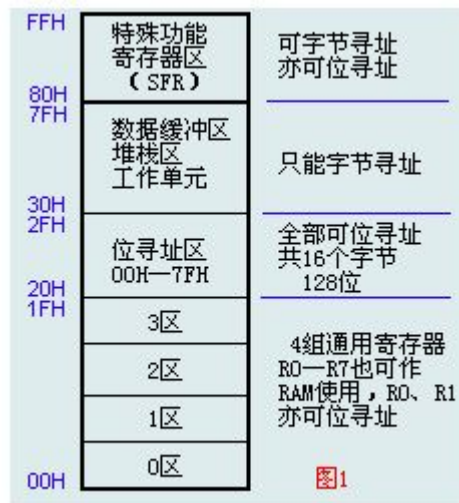 FFH
特殊功能
寄存器区
(SFR)
可字节寻址
亦可位寻址
80H
7FH
数据缓冲区
堆栈区
工作单元
只能字节寻址
30H
2FH
位寻址区
00H—7FH
全部可位寻址
共16个字节
128位
20H
1FH
3区
2区
1区
0区
4组通用寄存器
R0—R7也可作
RAM使用，R0、R1
亦可位寻址
00H
图1